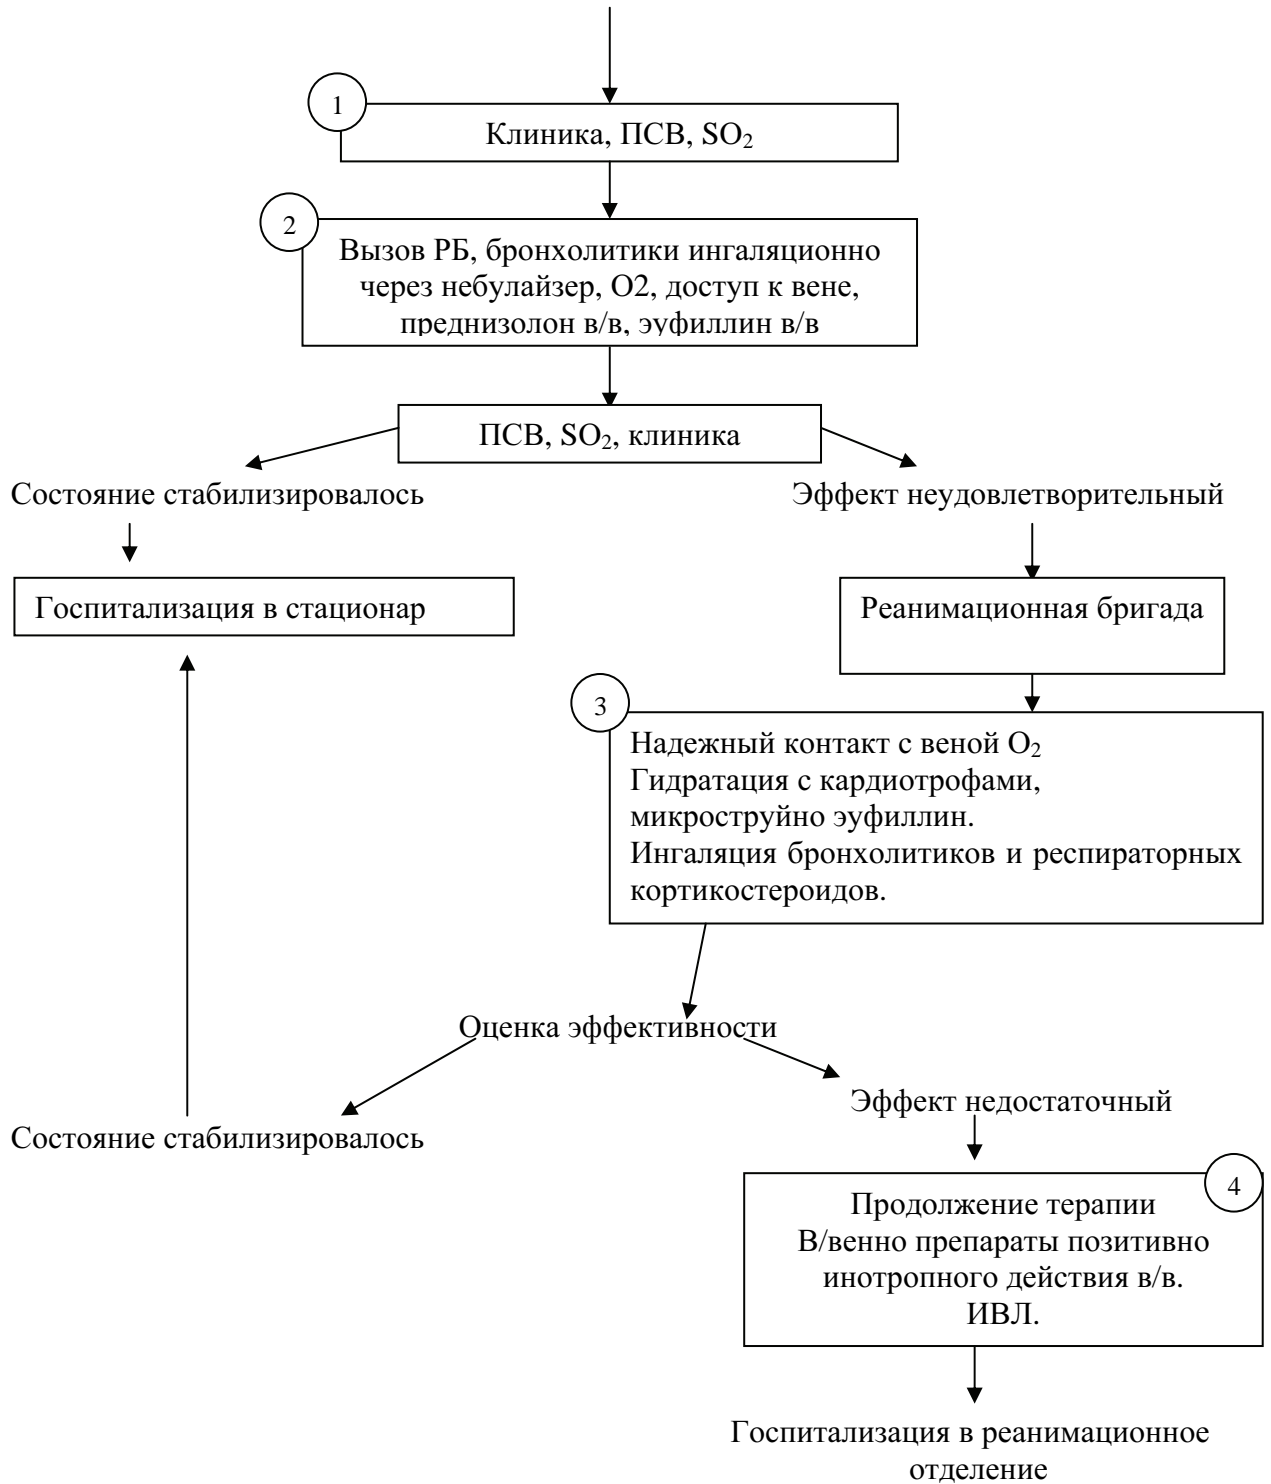 1
Клиника, ПСВ, SO₂
2
Вызов РБ, бронхолитики ингаляционно
через небулайзер, О2, доступ к вене,
преднизолон в/в, эуфиллин в/в
ПСВ, SO₂, клиника
Состояние стабилизировалось
Эффект неудовлетворительный
Госпитализация в стационар
Реанимационная бригада
3
Надежный контакт с веной О₂
Гидратация с кардиотрофами,
микроструйно эуфиллин.
Ингаляция бронхолитиков и респираторных
кортикостероидов.
Оценка эффективности
Эффект недостаточный
Состояние стабилизировалось
4
Продолжение терапии
В/венно препараты позитивно
инотропного действия в/в.
ИВЛ.
Госпитализация в реанимационное
отделение